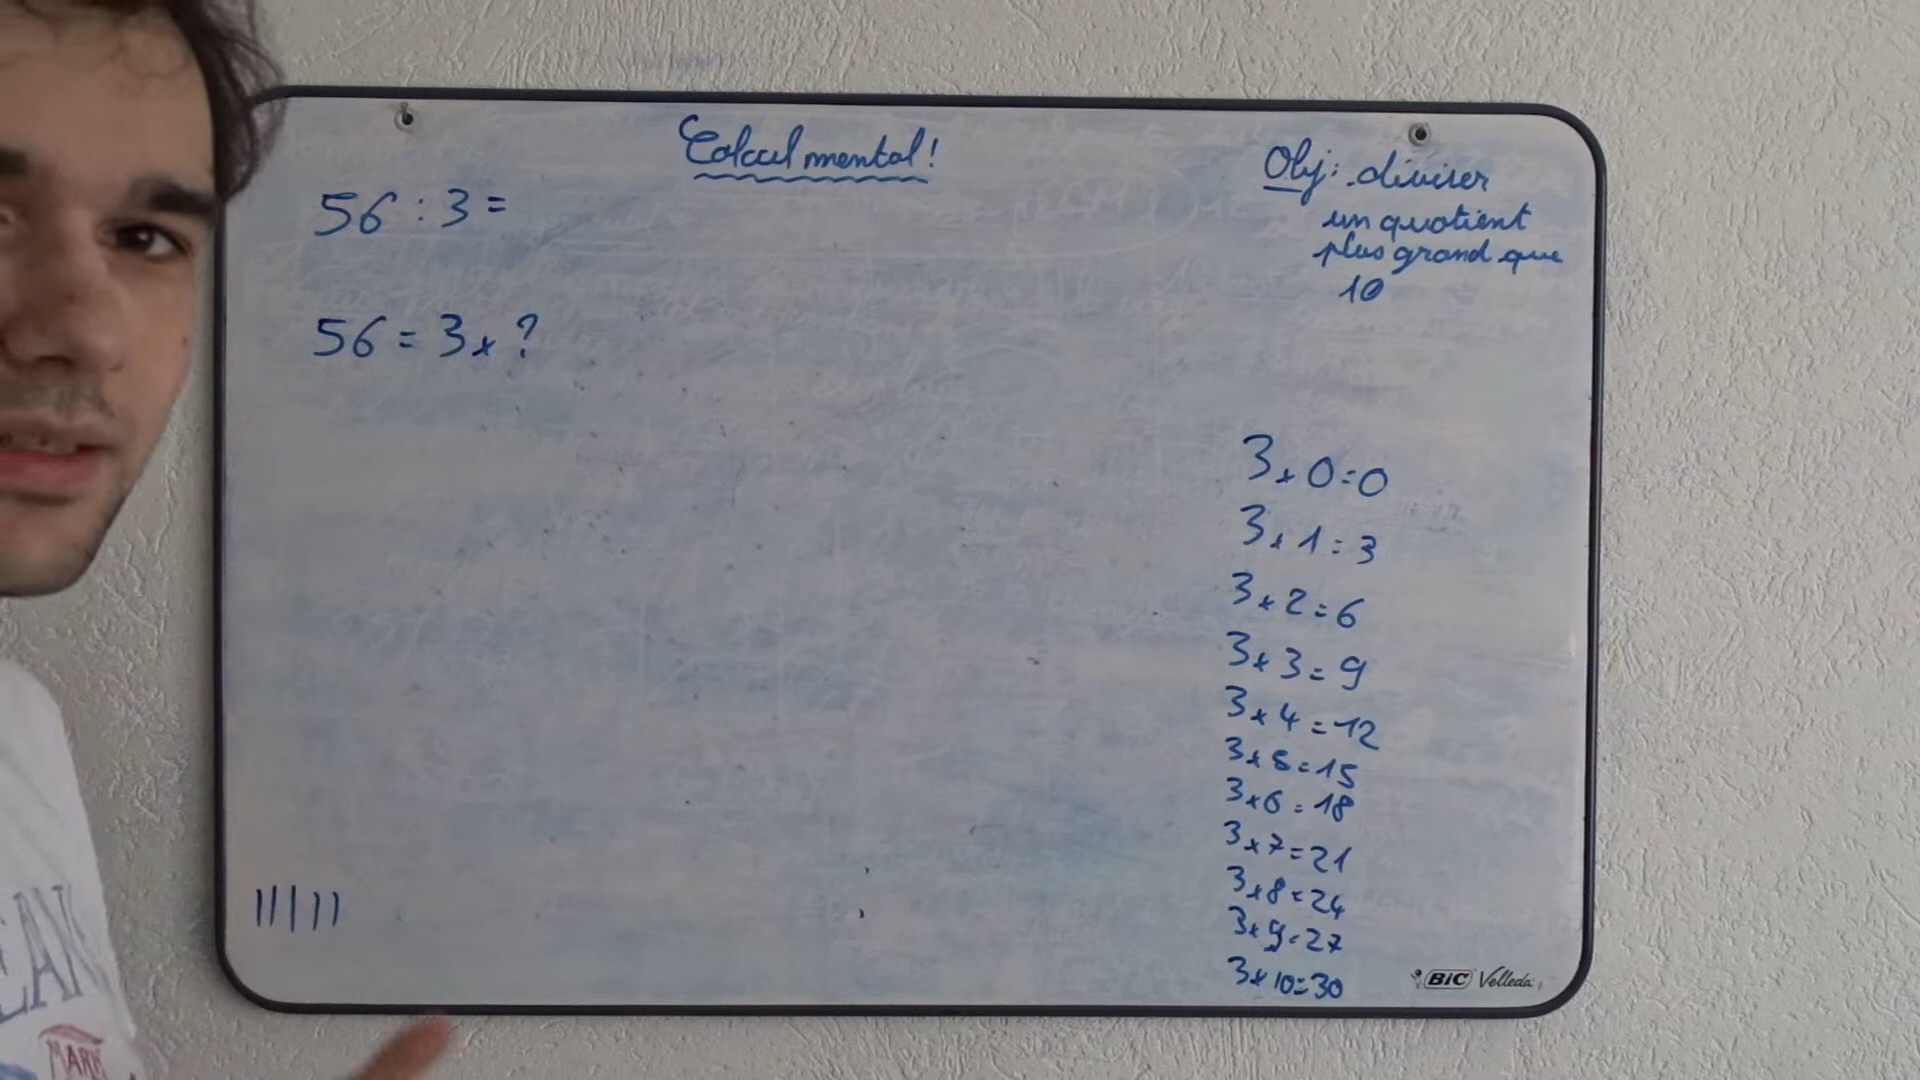 Calcul mental!
56 : 3 =
56 = 3 x ?
Obj: diviser
un quotient
plus grand que
10
3 x 0 = 0
3 x 1 = 3
3 x 2 = 6
3 x 3 = 9
3 x 4 = 12
3 x 5 = 15
3 x 6 = 18
3 x 7 = 21
3 x 8 = 24
3 x 9 = 27
3 x 10 = 30
BIC Velleda
MARK